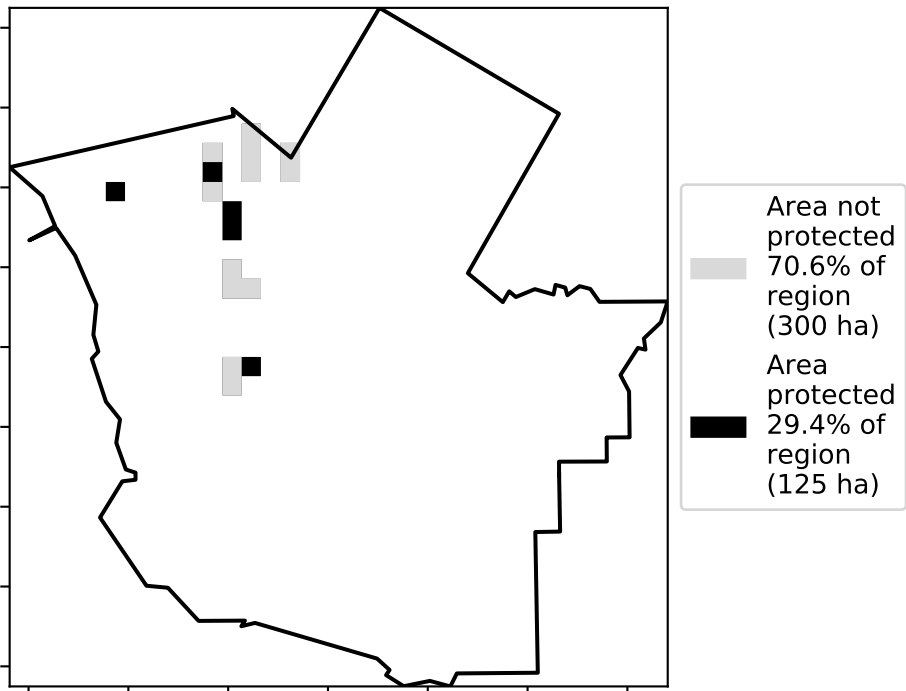 Area not
protected
70.6% of
region
(300 ha)
Area
protected
29.4% of
region
(125 ha)